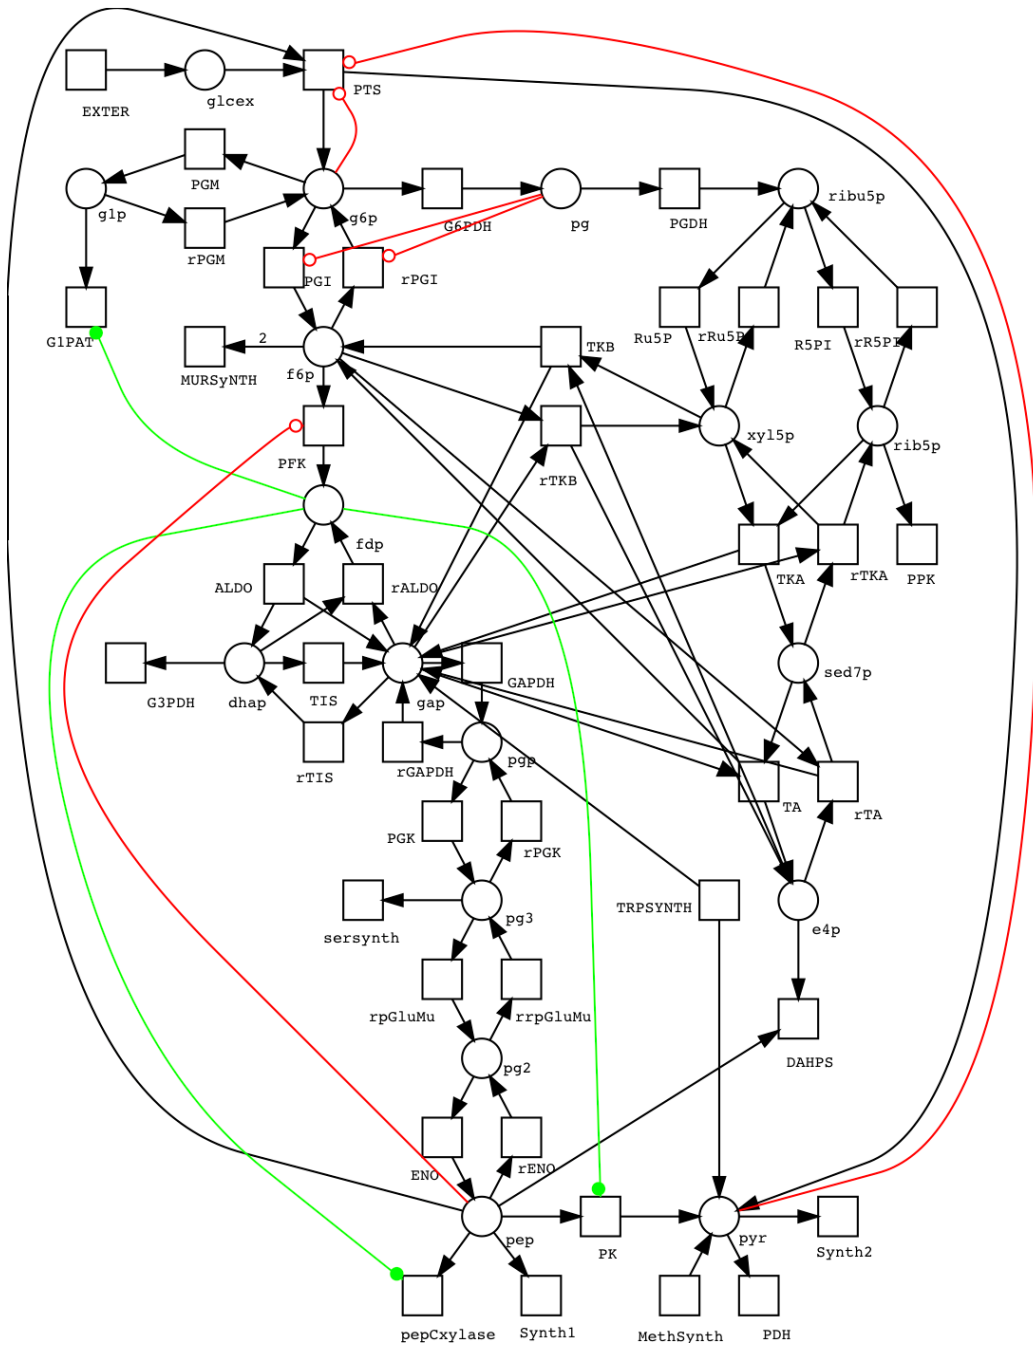 PTS
glcex
EXTER
PGM
g1p
g6p
G6PDH
pg
PGDH
ribu5p
rPGM
PGI
rPGI
G1PAT
2
MURSyNTH
f6p
TKB
Ru5P
rRu5P
R5PI
rR5PI
PFK
rTKB
xyl5p
rib5p
fdp
ALDO
rALDO
TKA
rTKA
PPK
G3PDH
dhap
TIS
gap
GAPDH
sed7p
rTIS
rGAPDH
pgp
TA
rTA
PGK
rPGK
sersynth
pg3
TRPSYNTH
e4p
rpGluMu
rrpGluMu
pg2
DAHPS
ENO
rENO
pep
PK
pyr
Synth2
pepCxylase
Synth1
MethSynth
PDH